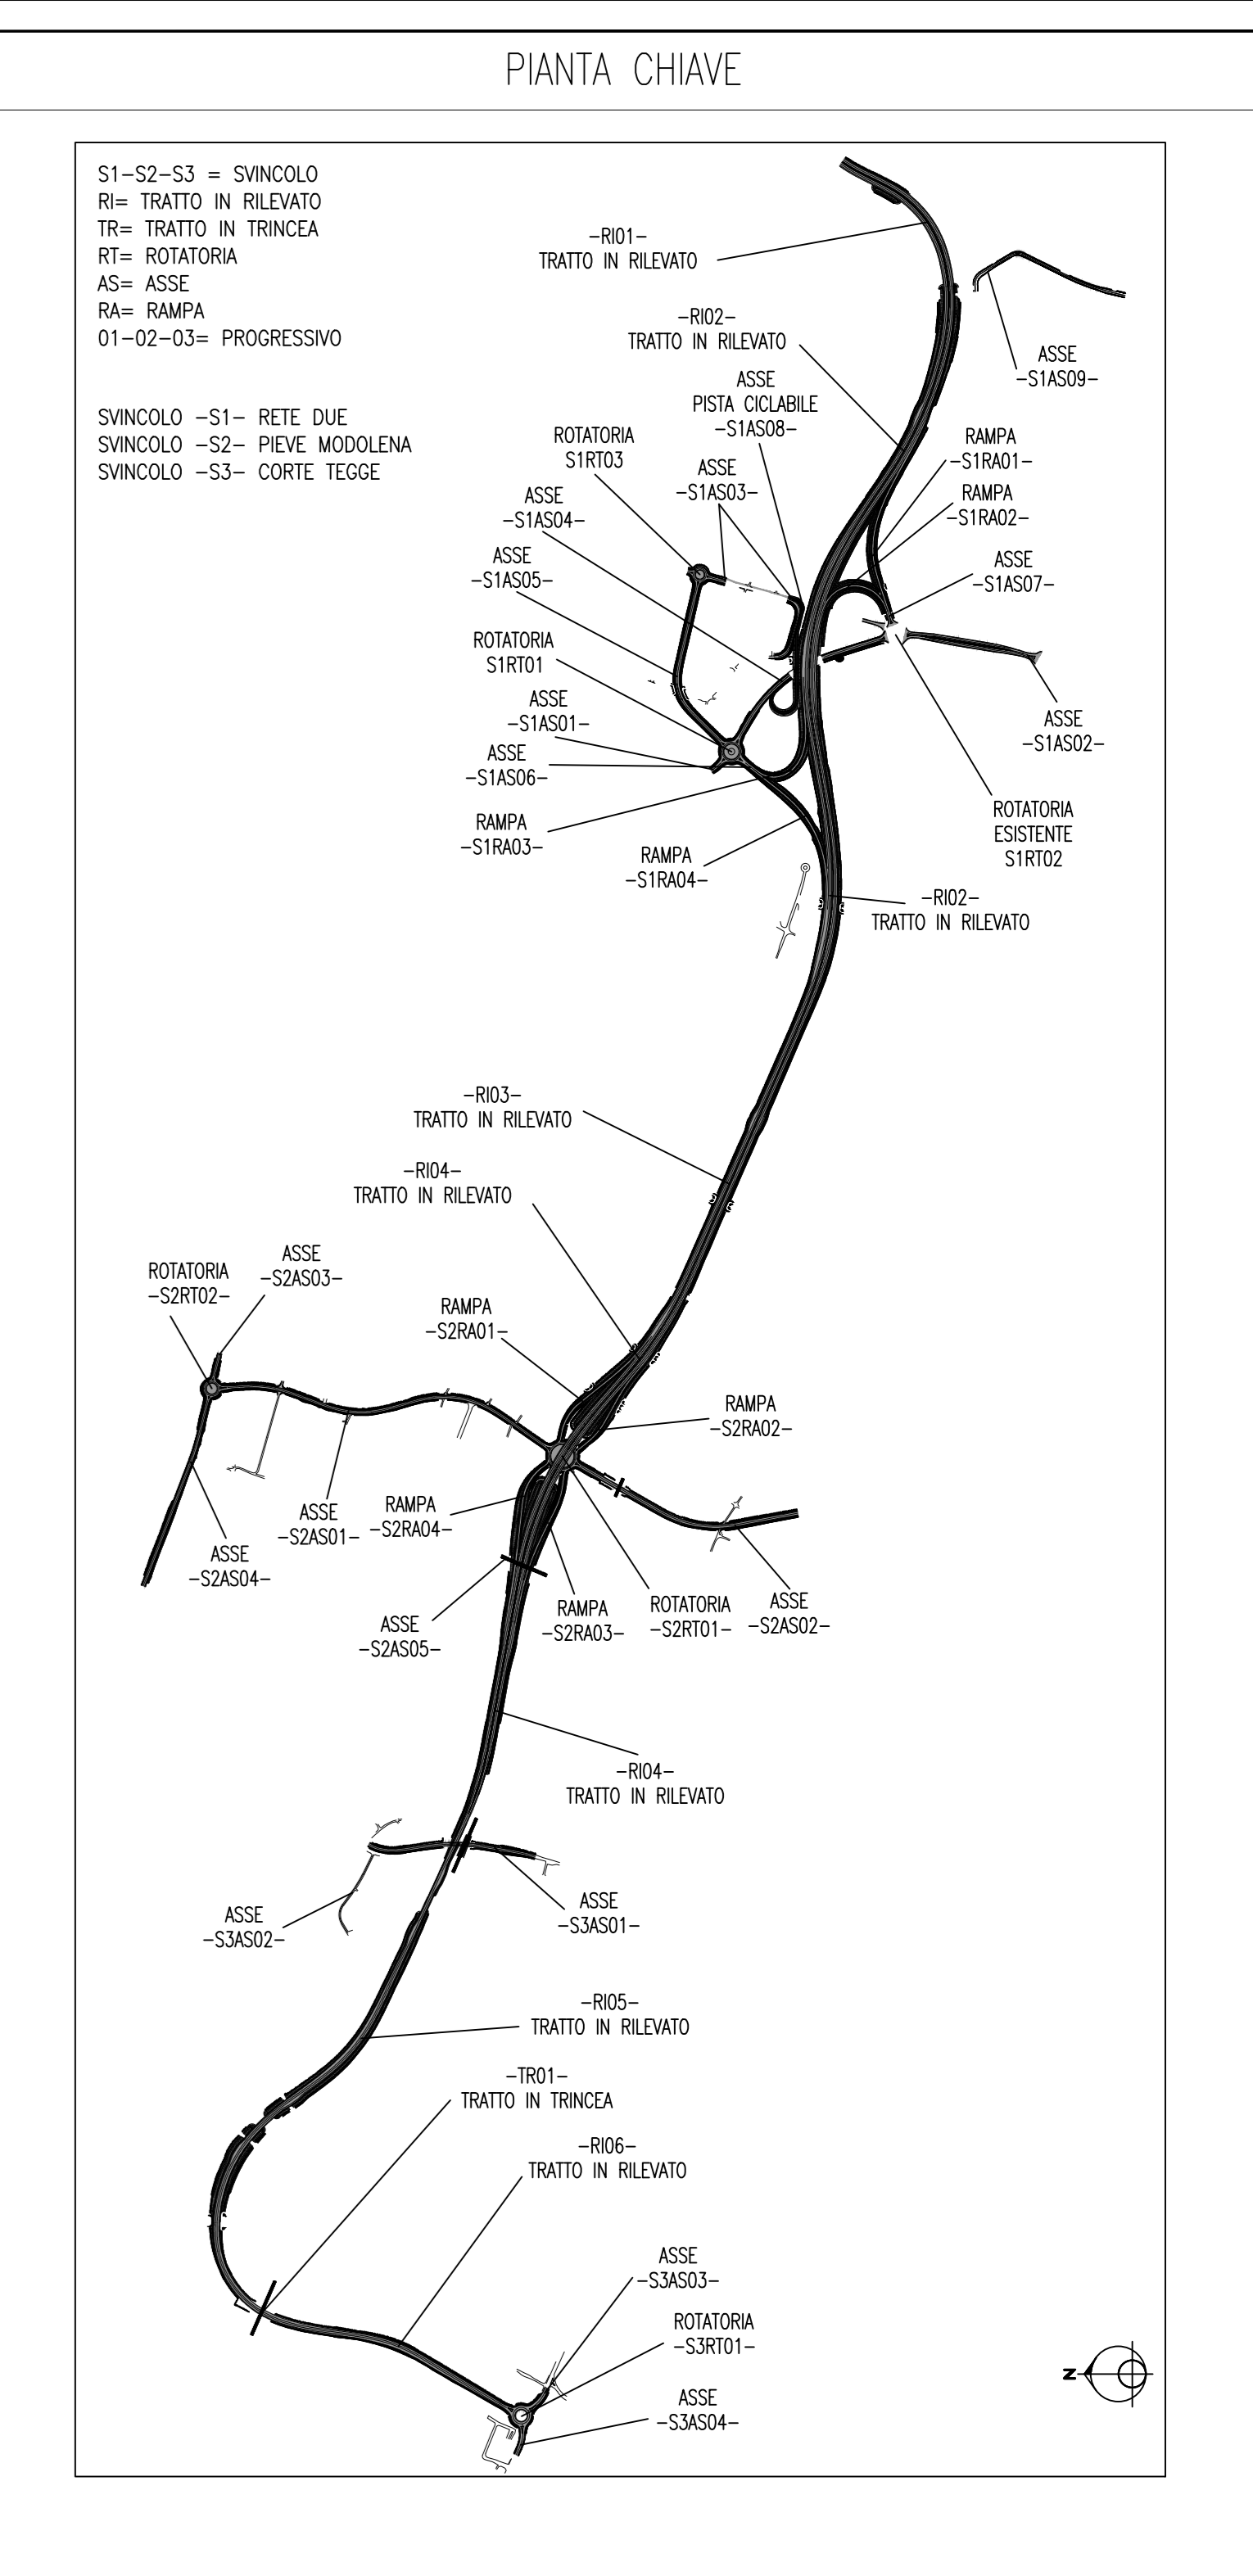 PIANTA CHIAVE
S1-S2-S3 = SVINCOLO
RI= TRATTO IN RILEVATO
TR= TRATTO IN TRINCEA
RT= ROTATORIA
AS= ASSE
RA= RAMPA
01-02-03= PROGRESSIVO
SVINCOLO -S1- RETE DUE
SVINCOLO -S2- PIEVE MODOLENA
SVINCOLO -S3- CORTE TEGGE
-RI01-
TRATTO IN RILEVATO
-RI02-
TRATTO IN RILEVATO
ASSE
-S1AS09-
ASSE
PISTA CICLABILE
-S1AS08-
ROTATORIA
S1RT03
RAMPA
-S1RA01-
ASSE
-S1AS03-
ASSE
-S1AS04-
RAMPA
-S1RA02-
ASSE
-S1AS05-
ASSE
-S1AS07-
ROTATORIA
S1RT01
ASSE
-S1AS01-
ASSE
-S1AS02-
ASSE
-S1AS06-
ROTATORIA
ESISTENTE
S1RT02
RAMPA
-S1RA03-
RAMPA
-S1RA04-
-RI02-
TRATTO IN RILEVATO
-RI03-
TRATTO IN RILEVATO
-RI04-
TRATTO IN RILEVATO
ASSE
-S2AS03-
ROTATORIA
-S2RT02-
RAMPA
-S2RA01-
RAMPA
-S2RA02-
RAMPA
-S2RA04-
ASSE
-S2AS01-
ASSE
-S2AS04-
ASSE
-S2AS05-
RAMPA
-S2RA03-
ROTATORIA
-S2RT01-
ASSE
-S2AS02-
-RI04-
TRATTO IN RILEVATO
ASSE
-S3AS01-
ASSE
-S3AS02-
-RI05-
TRATTO IN RILEVATO
-TR01-
TRATTO IN TRINCEA
-RI06-
TRATTO IN RILEVATO
ASSE
-S3AS03-
ROTATORIA
-S3RT01-
N
ASSE
-S3AS04-